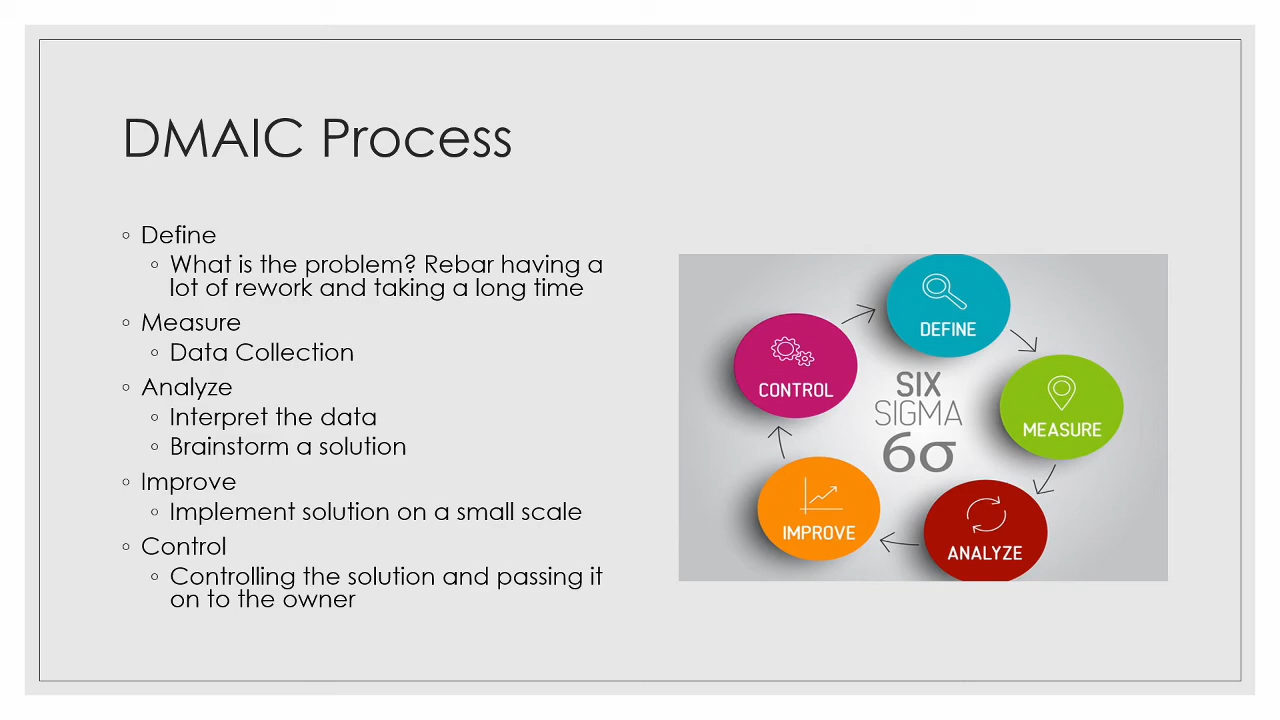 DMAIC Process
◦ Define
◦ What is the problem? Rebar having a
lot of rework and taking a long time
◦ Measure
◦ Data Collection
◦ Analyze
◦ Interpret the data
◦ Brainstorm a solution
◦ Improve
◦ Implement solution on a small scale
◦ Control
◦ Controlling the solution and passing it
on to the owner
DEFINE
MEASURE
ANALYZE
IMPROVE
CONTROL
SIX
SIGMA
6σ